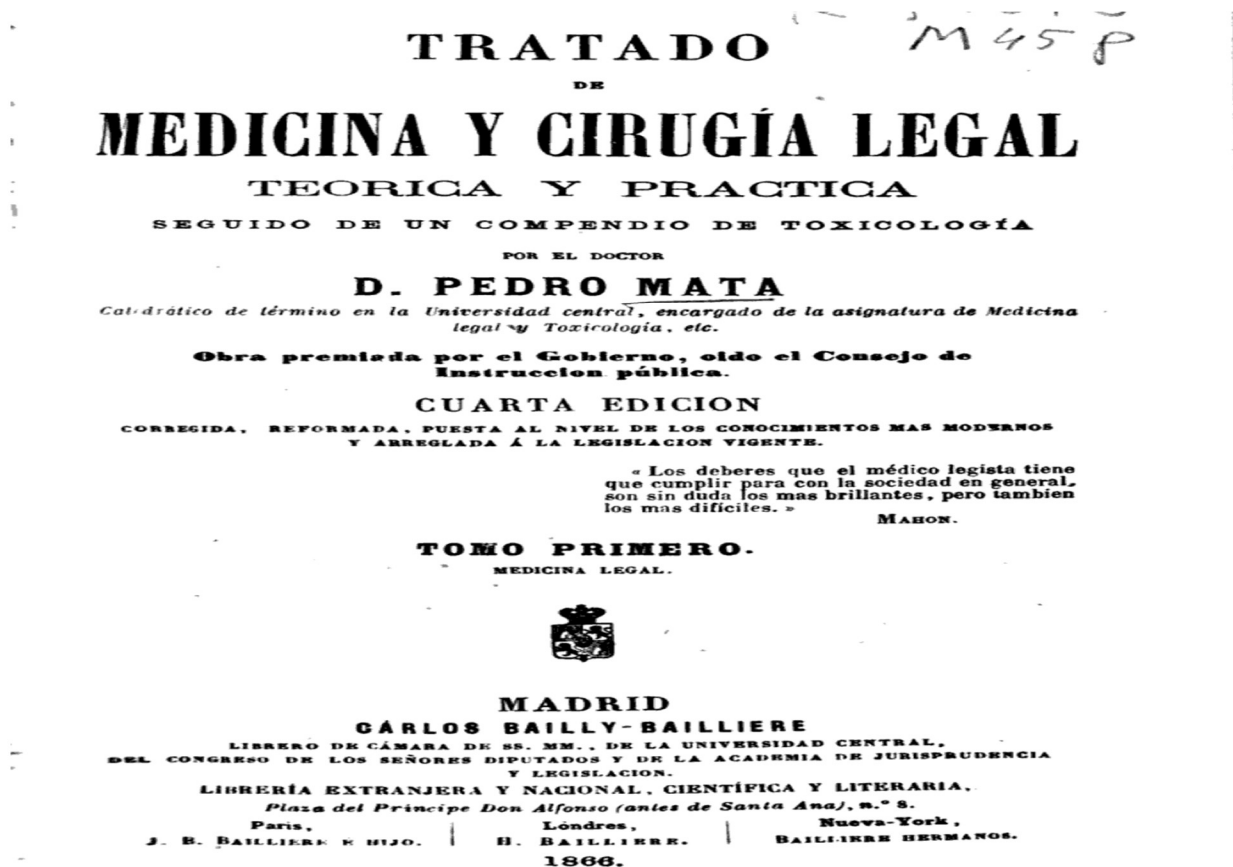 M 45 p
TRATADO
DE
MEDICINA Y CIRUGÍA LEGAL
TEORICA Y PRACTICA
SEGUIDO DE UN COMPENDIO DE TOXICOLOGÍA
POR EL DOCTOR
D. PEDRO MATA
Catedrático de término en la Universidad central, encargado de la asignatura de Medicina
legal y Toxicologia, etc.
Obra premiada por el Gobierno, oido el Consejo de
Instruccion pública.
CUARTA EDICION
CORREGIDA, REFORMADA, PUESTA AL NIVEL DE LOS CONOCIMIENTOS MAS MODERNOS
Y ARREGLADA Á LA LEGISLACION VIGENTE.
« Los deberes que el médico legista tiene
que cumplir para con la sociedad en general,
son sin duda los mas brillantes, pero tambien
los mas difíciles. »
MAHON.
TOMO PRIMERO.
MEDICINA LEGAL.
MADRID
CÁRLOS BAILLY-BAILLIERE
LIBRERO DE CÁMARA DE SS. MM., DE LA UNIVERSIDAD CENTRAL,
DEL CONGRESO DE LOS SEÑORES DIPUTADOS Y DE LA ACADEMIA DE JURISPRUDENCIA
Y LEGISLACION.
LIBRERÍA EXTRANJERA Y NACIONAL, CIENTÍFICA Y LITERARIA,
Plaza del Principe Don Alfonso (antes de Santa Ana), n.º 8.
Paris, Lóndres, Nueva-York,
J. B. BAILLIERE E HIJO. H. BAILLIERE. BAILLIERE HERMANOS.
1866.